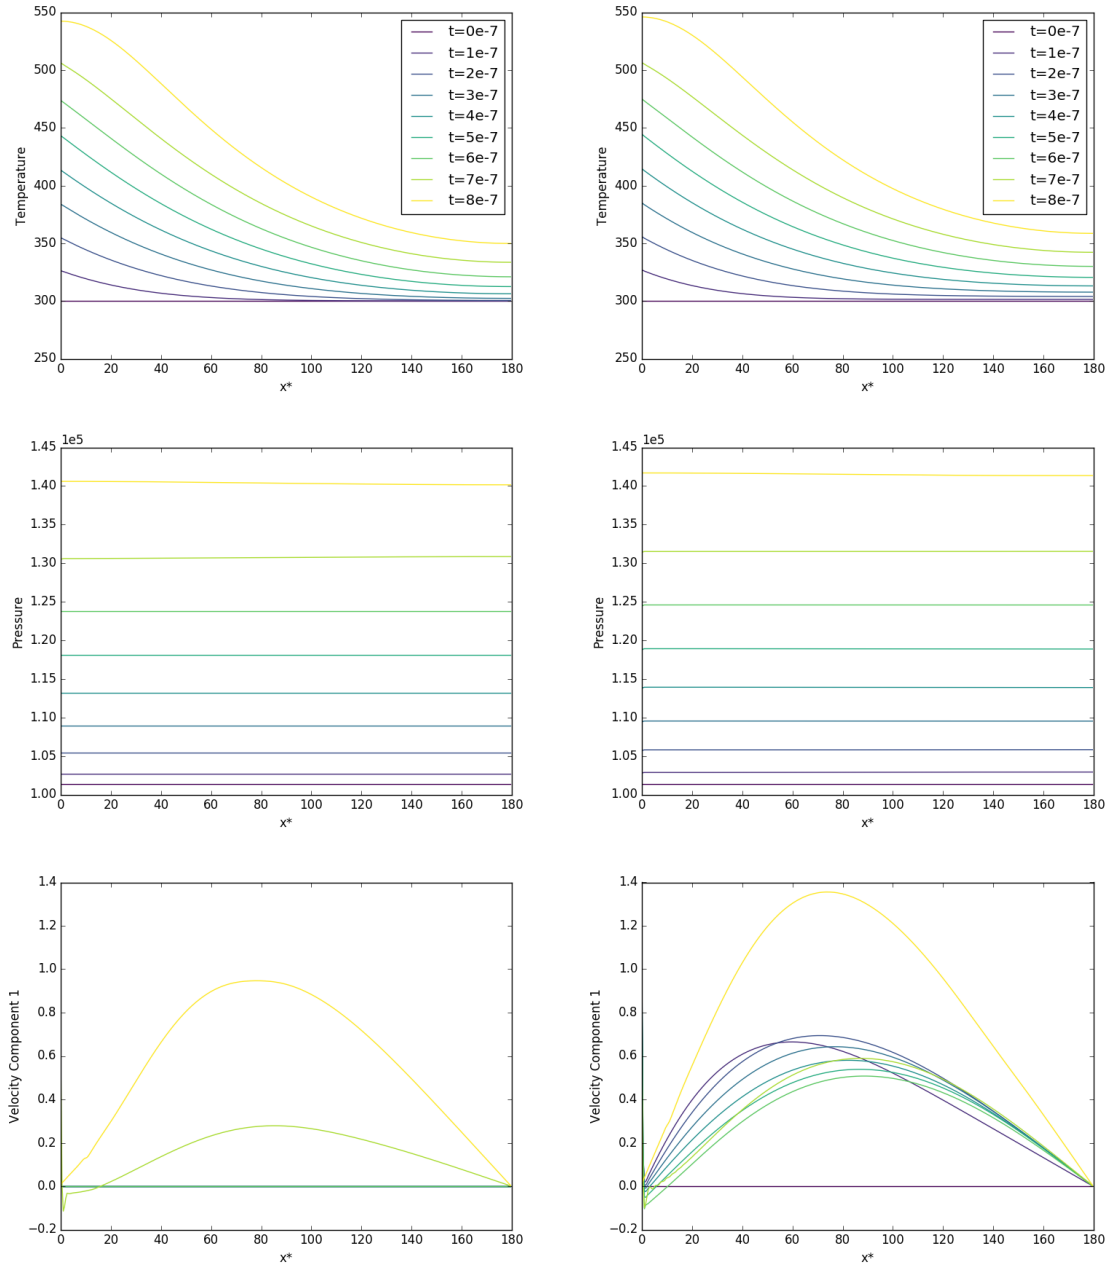 550
500
450
400
350
300
250
Temperature
0 20 40 60 80 100 120 140 160 180
x*
t=0e-7
t=1e-7
t=2e-7
t=3e-7
t=4e-7
t=5e-7
t=6e-7
t=7e-7
t=8e-7
550
500
450
400
350
300
250
Temperature
0 20 40 60 80 100 120 140 160 180
x*
t=0e-7
t=1e-7
t=2e-7
t=3e-7
t=4e-7
t=5e-7
t=6e-7
t=7e-7
t=8e-7
1e5
1.45
1.40
1.35
1.30
1.25
1.20
1.15
1.10
1.05
1.00
Pressure
0 20 40 60 80 100 120 140 160 180
x*
1e5
1.45
1.40
1.35
1.30
1.25
1.20
1.15
1.10
1.05
1.00
Pressure
0 20 40 60 80 100 120 140 160 180
x*
1.4
1.2
1.0
0.8
0.6
0.4
0.2
0.0
−0.2
Velocity Component 1
0 20 40 60 80 100 120 140 160 180
x*
1.4
1.2
1.0
0.8
0.6
0.4
0.2
0.0
−0.2
Velocity Component 1
0 20 40 60 80 100 120 140 160 180
x*